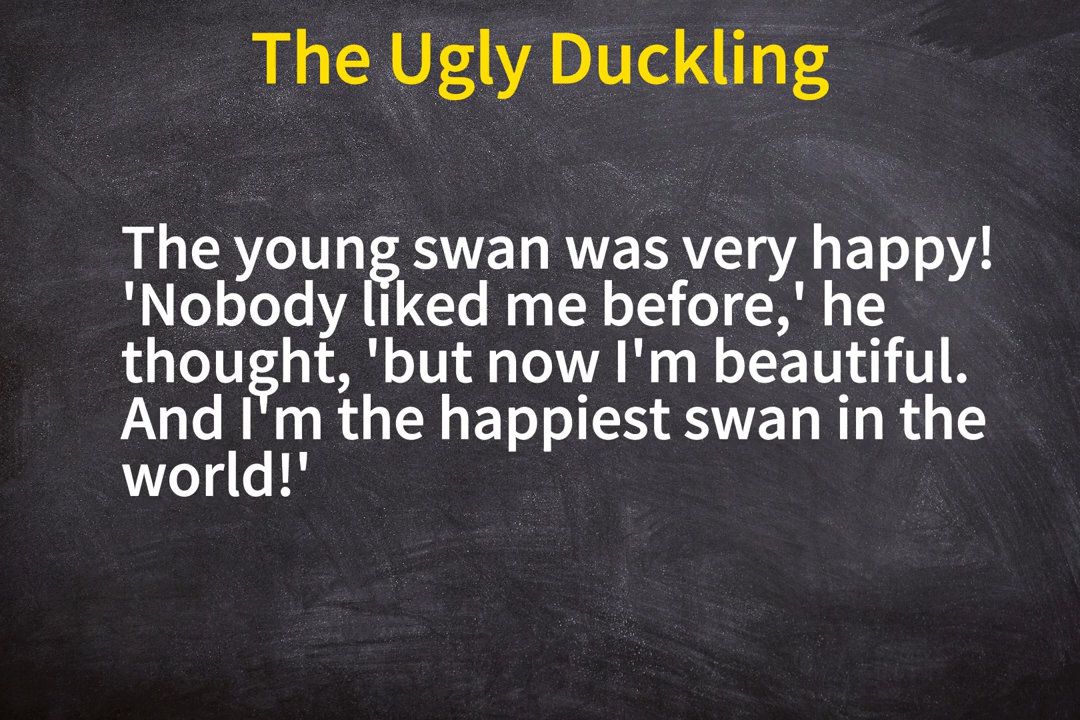 The Ugly Duckling
The young swan was very happy!
'Nobody liked me before,' he
thought, 'but now I'm beautiful.
And I'm the happiest swan in the
world!'